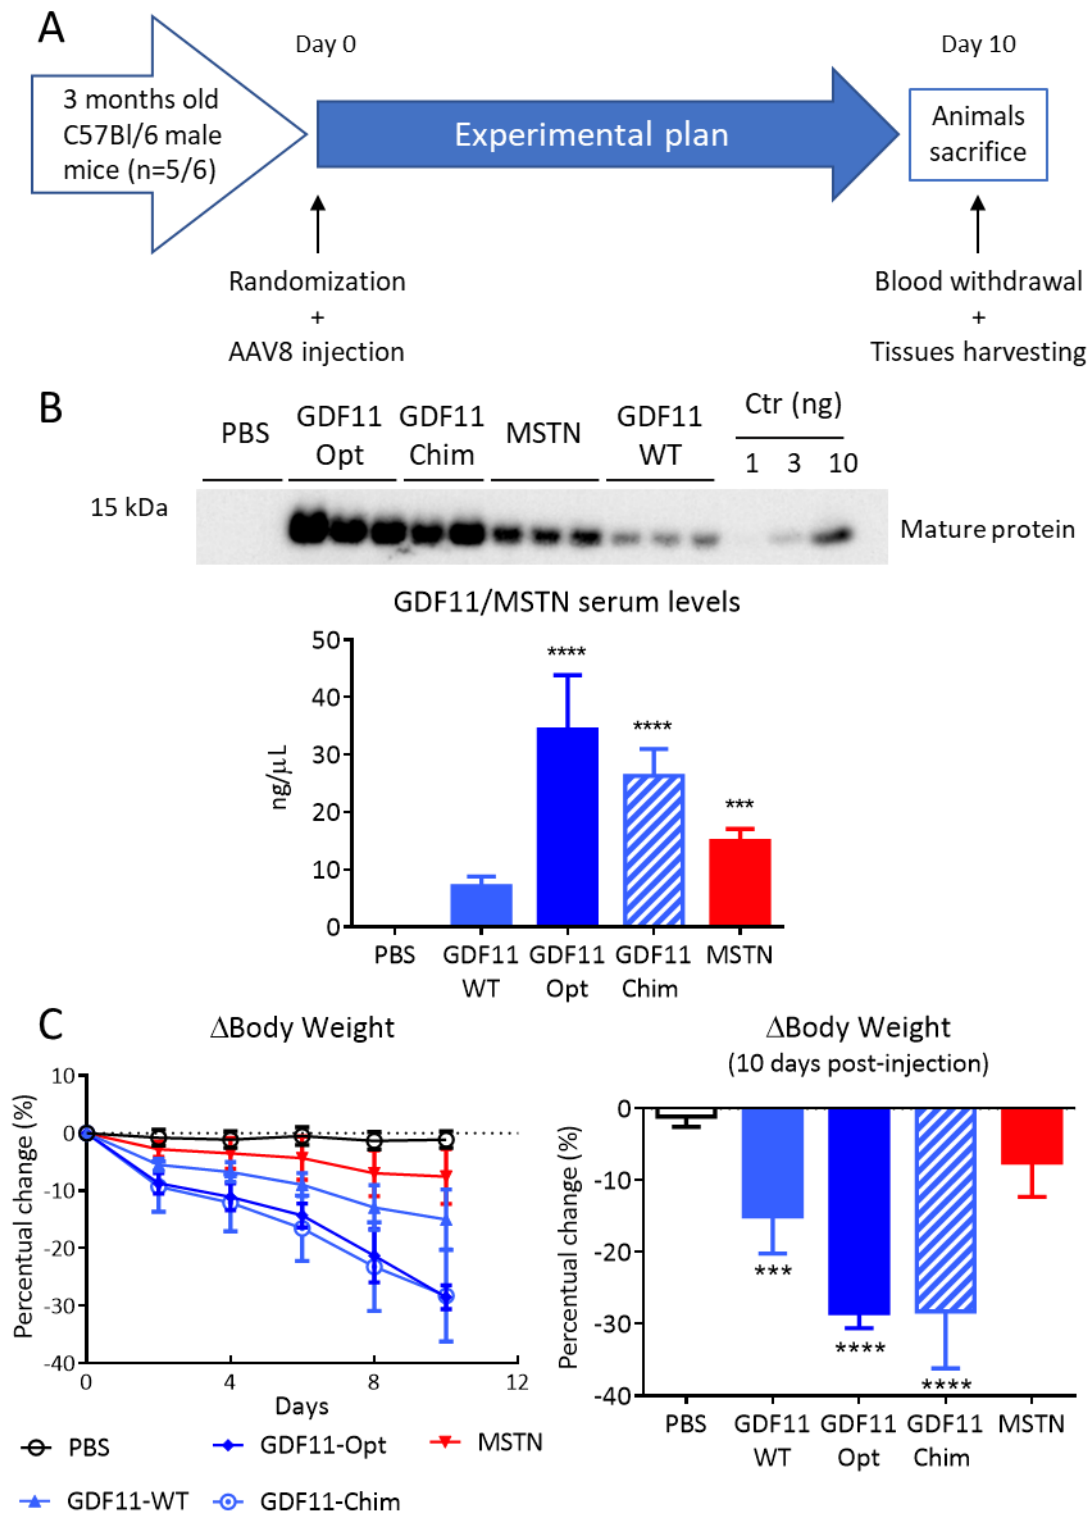 A
Day 0
Day 10
3 months old
C57Bl/6 male
mice (n=5/6)
Experimental plan
Animals
sacrifice
Randomization
+
AAV8 injection
Blood withdrawal
+
Tissues harvesting
B
PBS
GDF11
Opt
GDF11
Chim
MSTN
GDF11
WT
Ctr (ng)
1 3 10
15 kDa
Mature protein
GDF11/MSTN serum levels
ng/μL
50
40
30
20
10
0
****
****
***
PBS
GDF11
WT
GDF11
Opt
GDF11
Chim
MSTN
C
ΔBody Weight
Percentual change (%)
10
0
-10
-20
-30
-40
0 4 8 12
Days
PBS
GDF11-Opt
MSTN
GDF11-WT
GDF11-Chim
ΔBody Weight
(10 days post-injection)
Percentual change (%)
0
-10
-20
-30
-40
***
****
****
PBS
GDF11
WT
GDF11
Opt
GDF11
Chim
MSTN